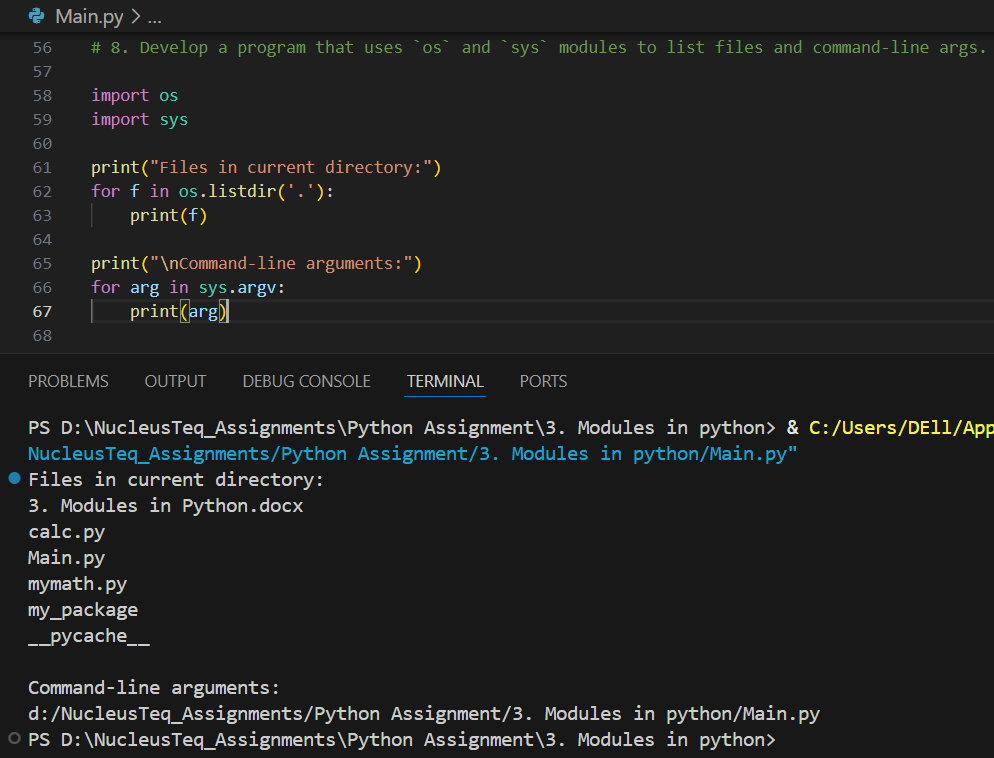 Main.py > ...
56 # 8. Develop a program that uses `os` and `sys` modules to list files and command-line args.
57
58 import os
59 import sys
60
61 print("Files in current directory:")
62 for f in os.listdir('.'):
63     print(f)
64
65 print("\nCommand-line arguments:")
66 for arg in sys.argv:
67     print(arg)
68
PROBLEMS OUTPUT DEBUG CONSOLE TERMINAL PORTS
PS D:\NucleusTeq_Assignments\Python Assignment\3. Modules in python> & C:/Users/DEll/App
NucleusTeq_Assignments/Python Assignment/3. Modules in python/Main.py"
Files in current directory:
3. Modules in Python.docx
calc.py
Main.py
mymath.py
my_package
__pycache__
Command-line arguments:
d:/NucleusTeq_Assignments/Python Assignment/3. Modules in python/Main.py
PS D:\NucleusTeq_Assignments\Python Assignment\3. Modules in python>